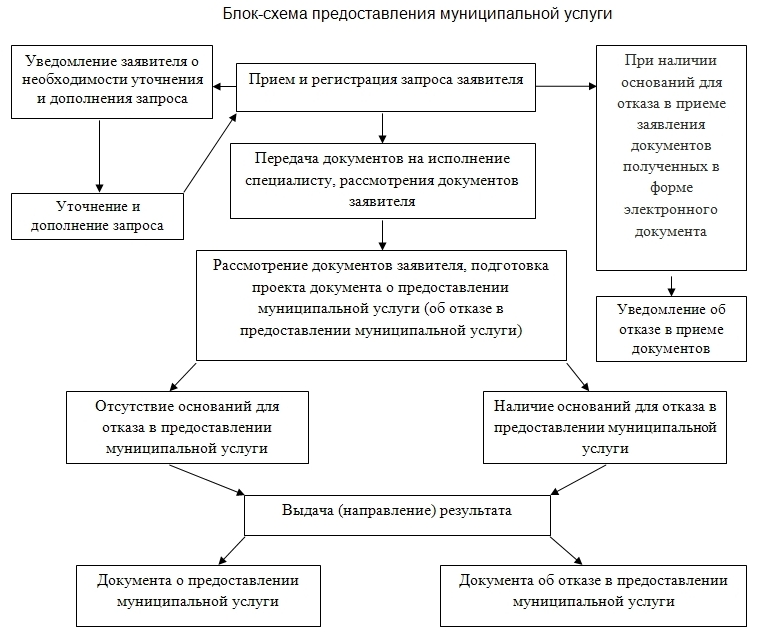 Блок-схема предоставления муниципальной услуги
Уведомление заявителя о
необходимости уточнения
и дополнения запроса
Прием и регистрация запроса заявителя
При наличии
оснований для
отказа в приеме
заявления
документов
полученных в
форме
электронного
документа
Передача документов на исполнение
специалисту, рассмотрения документов
заявителя
Уточнение и
дополнение запроса
Рассмотрение документов заявителя, подготовка
проекта документа о предоставлении
муниципальной услуги (об отказе в
предоставлении муниципальной услуги)
Уведомление об
отказе в приеме
документов
Отсутствие оснований для
отказа в предоставлении
муниципальной услуги
Наличие оснований для отказа в
предоставлении муниципальной
услуги
Выдача (направление) результата
Документа о предоставлении
муниципальной услуги
Документа об отказе в предоставлении
муниципальной услуги